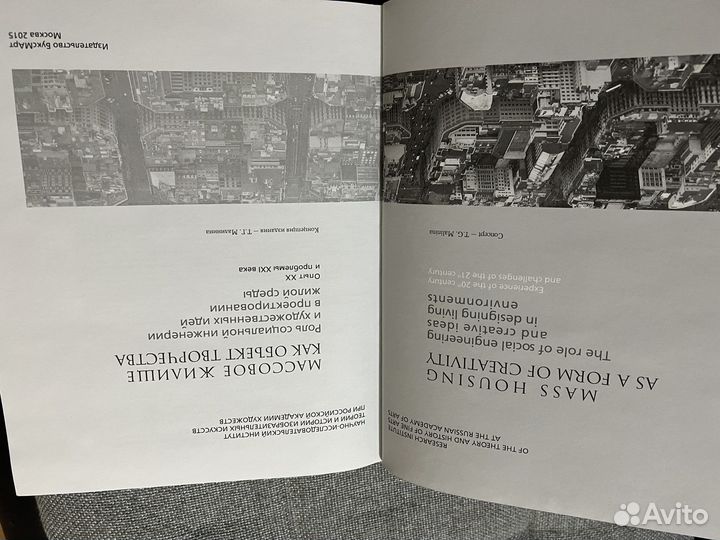 НАУЧНО-ИССЛЕДОВАТЕЛЬСКИЙ ИНСТИТУТ
ТЕОРИИ И ИСТОРИИ ИЗОБРАЗИТЕЛЬНЫХ ИСКУССТВ
ПРИ РОССИЙСКОЙ АКАДЕМИИ ХУДОЖЕСТВ
МАССОВОЕ ЖИЛИЩЕ
КАК ОБЪЕКТ ТВОРЧЕСТВА
Роль социальной инженерии
и художественных идей
в проектировании
жилой среды
Опыт XX
и проблемы XXI века
Концепция издания – Т.Г. Малинина
Издательство БуксМАрт
Москва 2015
RESEARCH INSTITUTE
OF THE THEORY AND HISTORY OF FINE ARTS
AT THE RUSSIAN ACADEMY OF ARTS
MASS HOUSING
AS A FORM OF CREATIVITY
The role of social engineering
and creative ideas
in designing living
environments
Experience of the 20th century
and challenges of the 21st century
Concept – T.G. Malinina
Avito